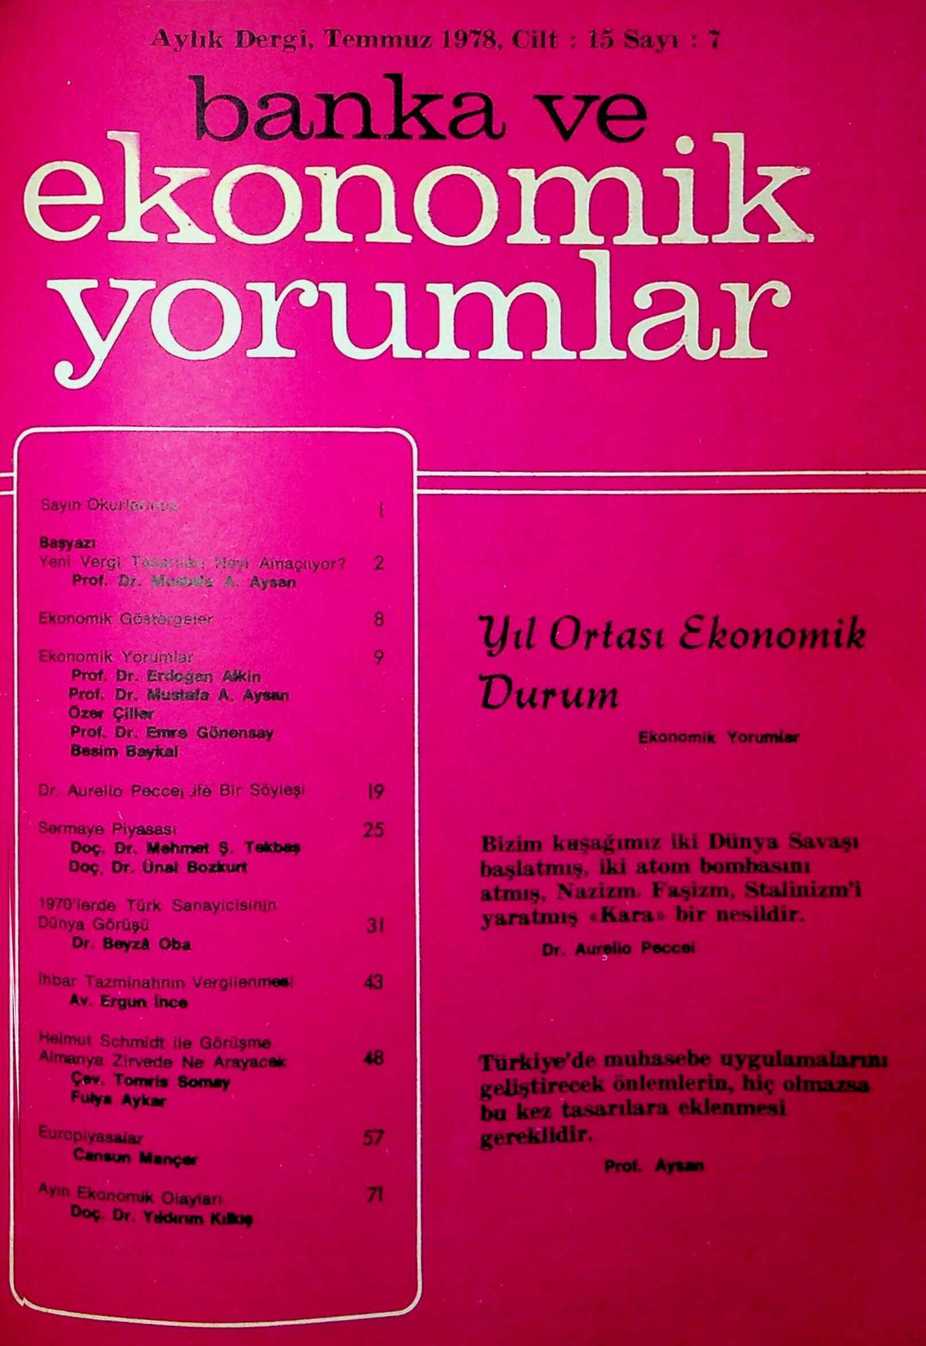 Aylık Dergi, Temmuz 1978, Cilt : 15 Sayı : 7
banka ve
ekonomik
yorumlar
Sayın Okurlarımız 1
Başyazı
Yeni Vergi Tasarıları Neyi Amaçlıyor? 2
Prof. Dr. Mustafa A. Aysan
Ekonomik Göstergeler 8
Ekonomik Yorumlar 9
Prof. Dr. Erdoğan Alkin
Prof. Dr. Mustafa A. Aysan
Özer Çiller
Prof. Dr. Emre Gönensay
Besim Baykal
Dr. Aurelio Peccei ile Bir Söyleşi 19
Sermaye Piyasası 25
Doç. Dr. Mehmet Ş. Tekbaş
Doç. Dr. Ünal Bozkurt
1970'lerde Türk Sanayicisinin
Dünya Görüşü 31
Dr. Beyza Oba
İhbar Tazminatının Vergilenmesi 43
Av. Ergun İnce
Helmut Schmidt ile Görüşme
Almanya Zirvede Ne Arayacak 48
Çev. Tomris Somay
Fulya Aykar
Europiyasalar 57
Cansun Mançer
Ayın Ekonomik Olayları 71
Doç. Dr. Yıldırım Kılkış
Yıl Ortası Ekonomik
Durum
Ekonomik Yorumlar
Bizim kuşağımız iki Dünya Savaşı
başlatmış, iki atom bombasını
atmış, Nazizm, Faşizm, Stalinizm'i
yaratmış «Kara» bir nesildir.
Dr. Aurelio Peccei
Türkiye'de muhasebe uygulamalarını
geliştirecek önlemlerin, hiç olmazsa
bu kez tasarılara eklenmesi
gereklidir.
Prof. Aysan